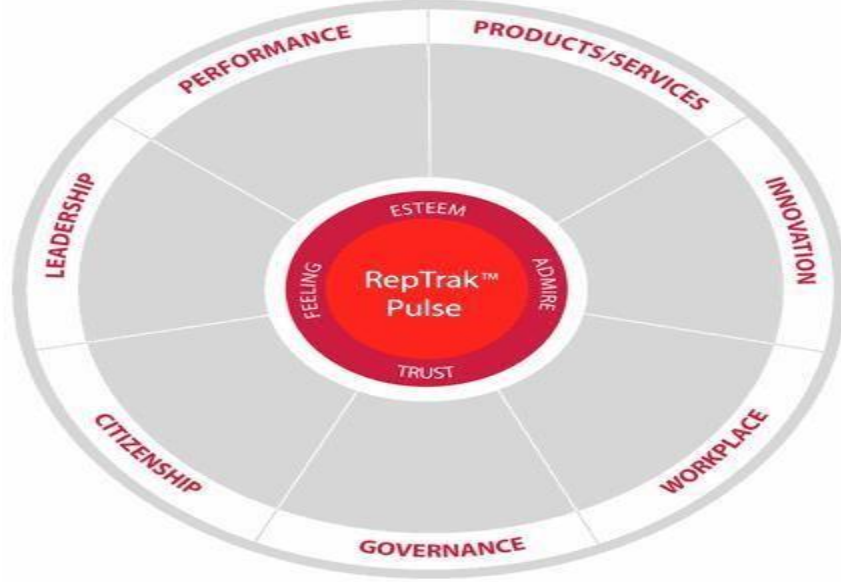 PERFORMANCE
PRODUCTS/SERVICES
INNOVATION
WORKPLACE
GOVERNANCE
CITIZENSHIP
LEADERSHIP
ESTEEM
ADMIRE
TRUST
FEELING
RepTrak™
Pulse